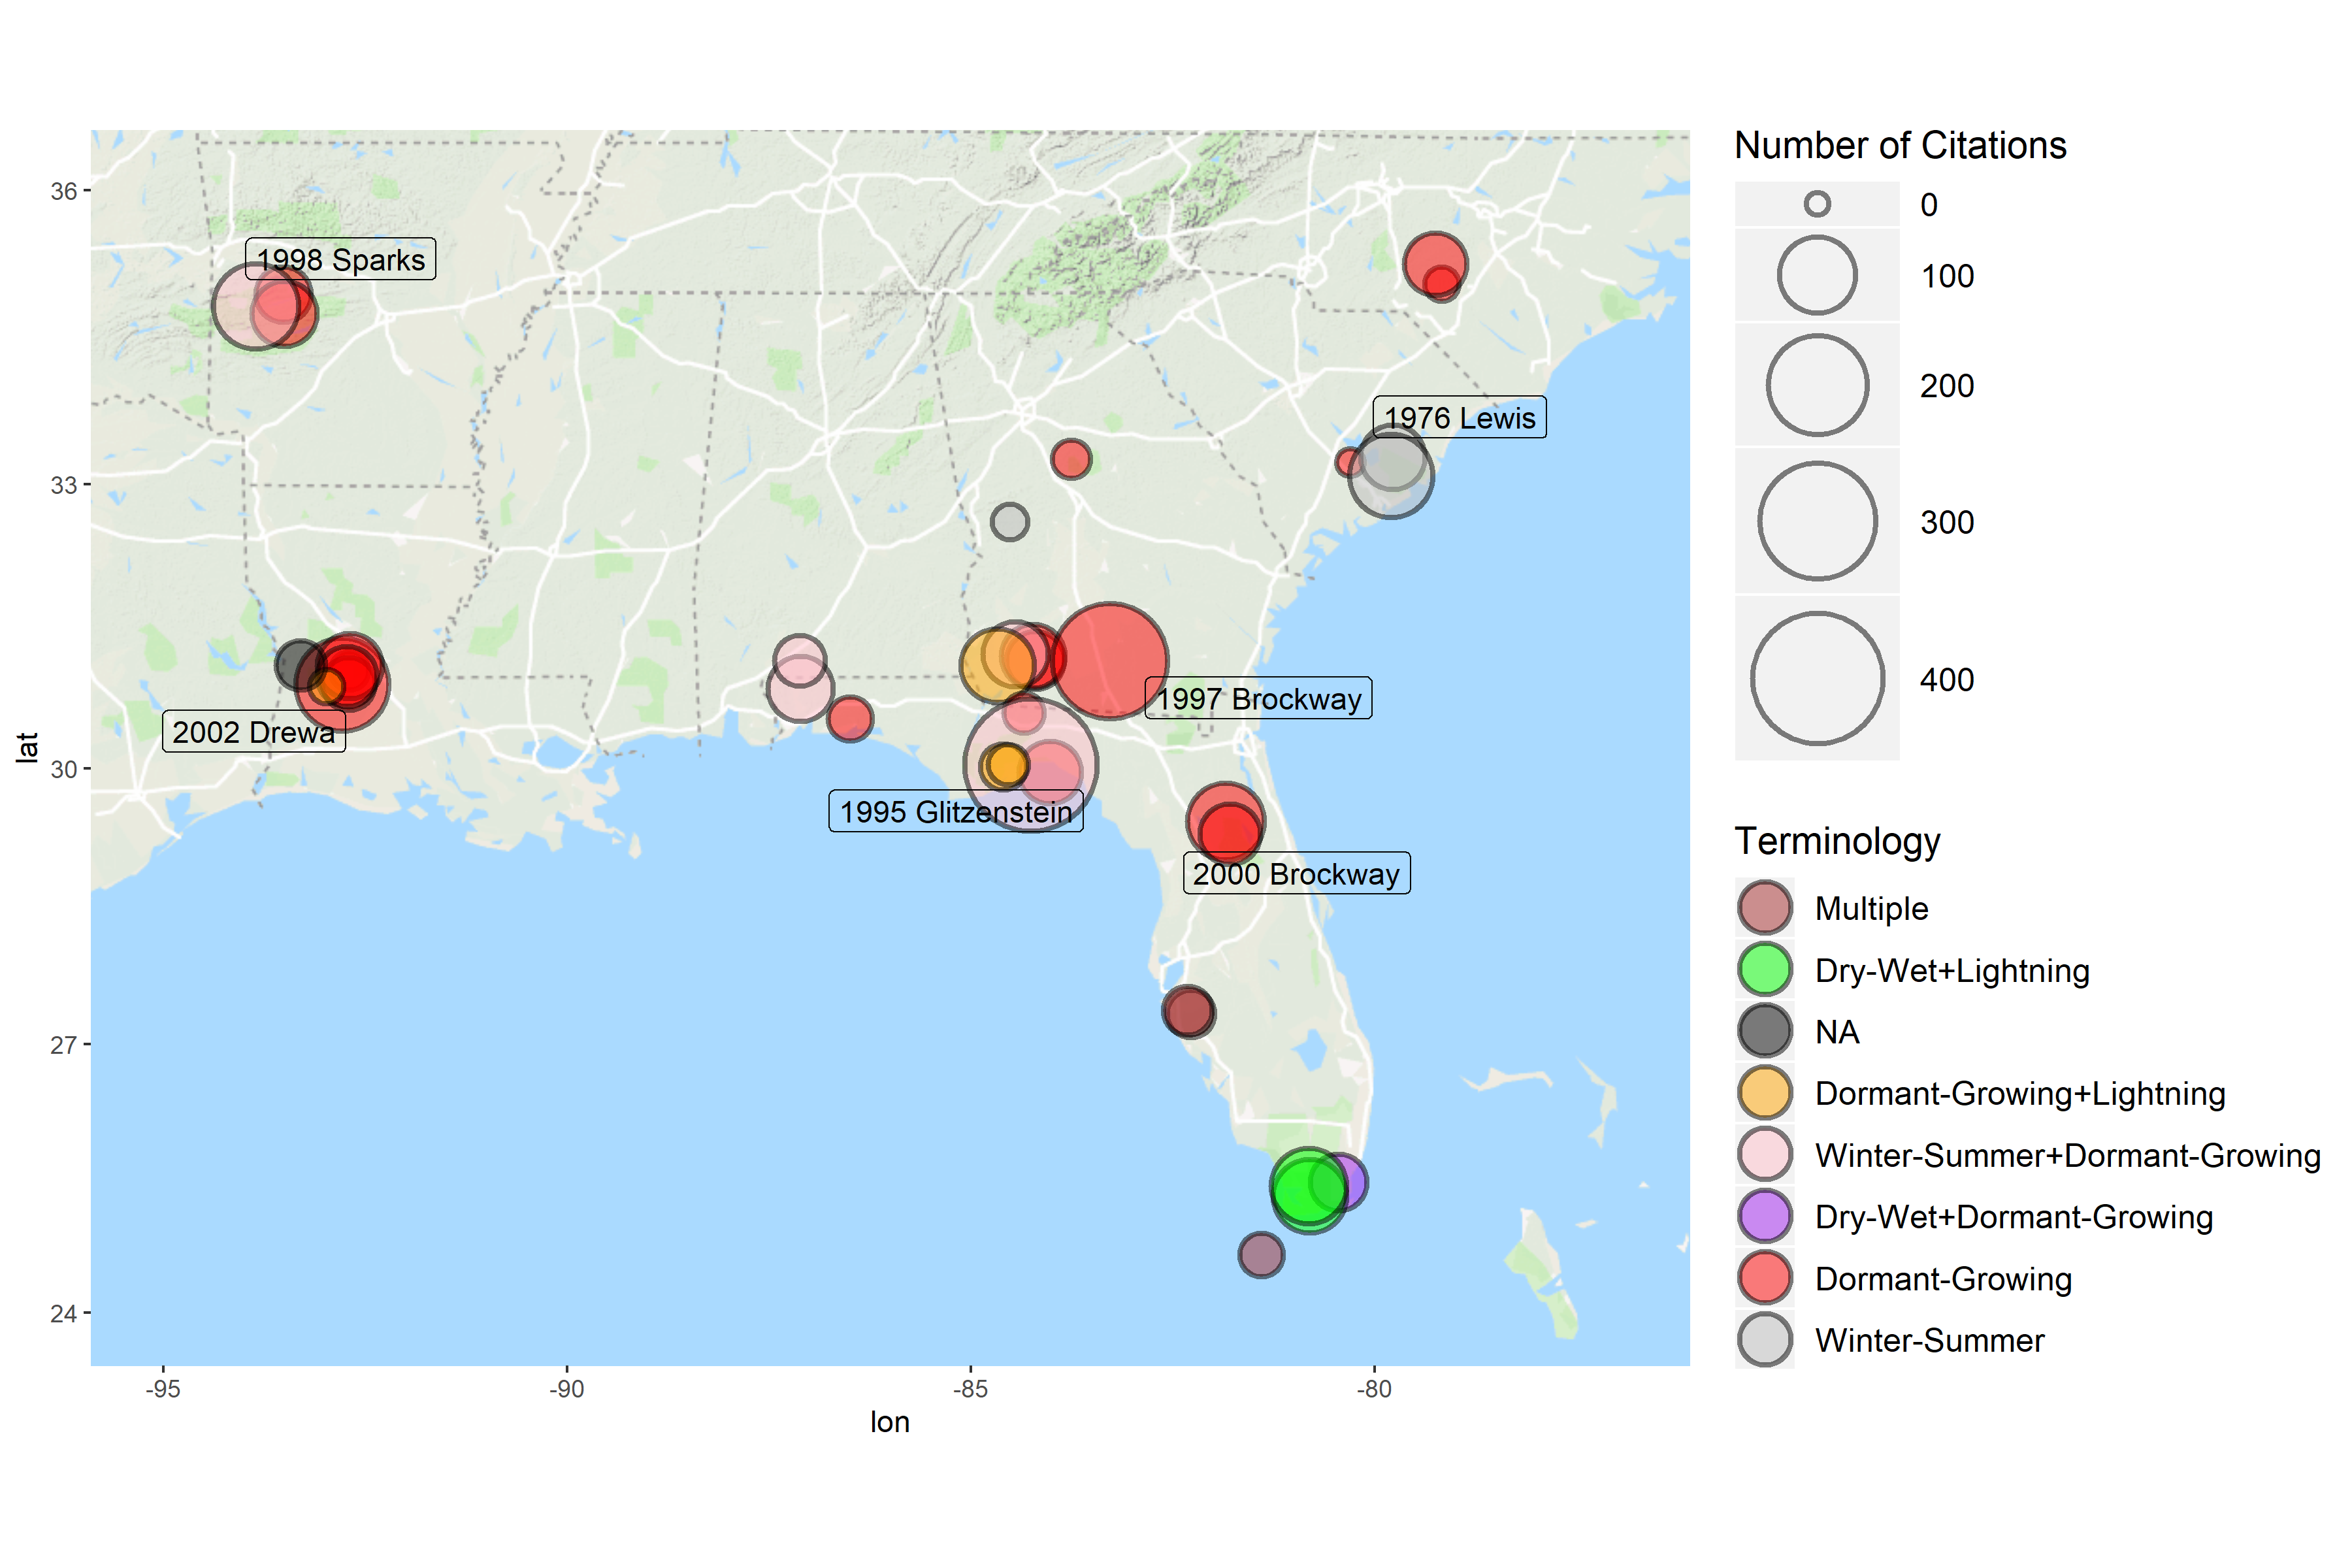 Number of Citations
0
100
200
300
400
Terminology
Multiple
Dry-Wet+Lightning
NA
Dormant-Growing+Lightning
Winter-Summer+Dormant-Growing
Dry-Wet+Dormant-Growing
Dormant-Growing
Winter-Summer
36
33
30
27
24
lat
1998 Sparks
1976 Lewis
1997 Brockway
2002 Drewa
1995 Glitzenstein
2000 Brockway
-95
-90
-85
-80
lon